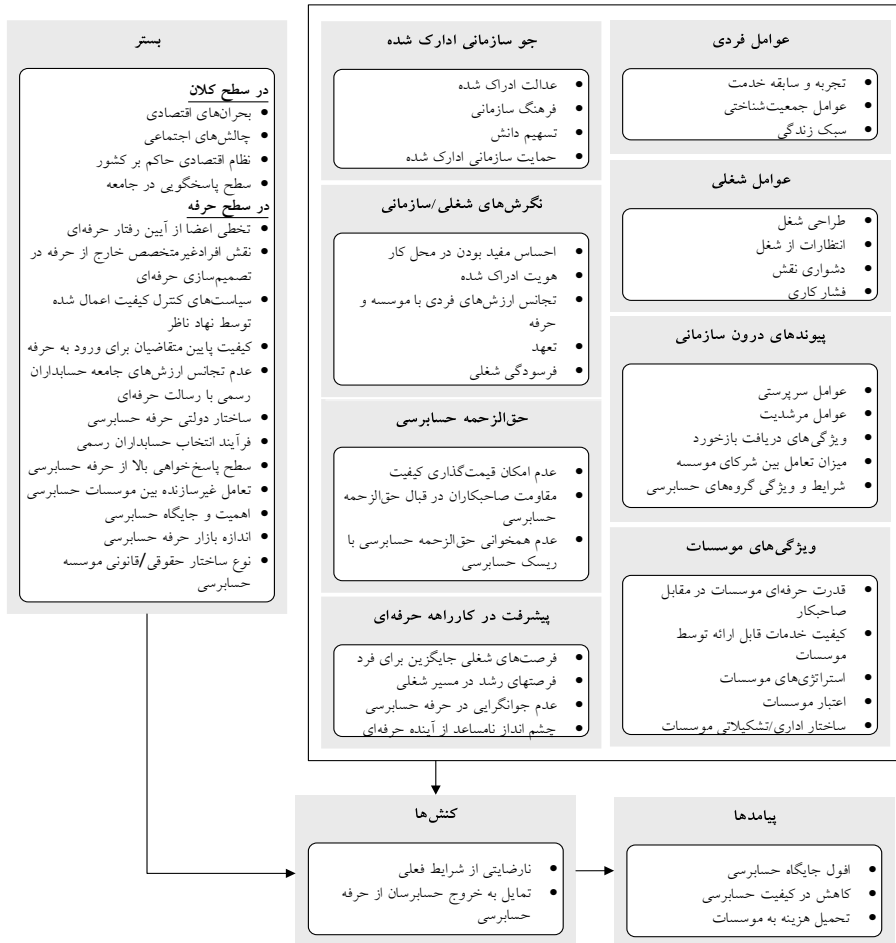 عوامل فردی
تجربه و سابقه خدمت
عوامل جمعیت‌شناختی
سبک زندگی
عوامل شغلی
طراحی شغل
انتظارات از شغل
دشواری نقش
فشار کاری
پیوندهای درون سازمانی
عوامل سرپرستی
عوامل مرشدیت
ویژگی‌های دریافت بازخورد
میزان تعامل بین شرکای موسسه
شرایط و ویژگی گروه‌های حسابرسی
ویژگی‌های موسسات
قدرت حرفه‌ای موسسات در مقابل
صاحبکار
کیفیت خدمات قابل ارائه توسط
موسسات
استراتژی‌های موسسات
اعتبار موسسات
ساختار اداری/تشکیلاتی موسسات
جو سازمانی ادارک شده
عدالت ادراک شده
فرهنگ سازمانی
تسهیم دانش
حمایت سازمانی ادارک شده
نگرش‌های شغلی/سازمانی
احساس مفید بودن در محل کار
هویت ادراک شده
تجانس ارزش‌های فردی با موسسه و
حرفه
تعهد
فرسودگی شغلی
حق‌الزحمه حسابرسی
عدم امکان قیمت‌گذاری کیفیت
مقاومت صاحبکاران در قبال حق‌الزحمه
حسابرسی
عدم همخوانی حق‌الزحمه حسابرسی با
ریسک حسابرسی
پیشرفت در کارراهه حرفه‌ای
فرصت‌های شغلی جایگزین برای فرد
فرصتهای رشد در مسیر شغلی
عدم جوانگرایی در حرفه حسابرسی
چشم انداز نامساعد از آینده حرفه‌ای
بستر
در سطح کلان
بحران‌های اقتصادی
چالش‌های اجتماعی
نظام اقتصادی حاکم بر کشور
سطح پاسخگویی در جامعه
در سطح حرفه
تخطی اعضا از آیین رفتار حرفه‌ای
نقش افرادغیرمتخصص خارج از حرفه در
تصمیم‌سازی حرفه‌ای
سیاست‌های کنترل کیفیت اعمال شده
توسط نهاد ناظر
کیفیت پایین متقاضیان برای ورود به حرفه
عدم تجانس ارزش‌های جامعه حسابداران
رسمی با رسالت حرفه‌ای
ساختار دولتی حرفه حسابرسی
فرآیند انتخاب حسابداران رسمی
سطح پاسخ‌خواهی بالا از حرفه حسابرسی
تعامل غیرسازنده بین موسسات حسابرسی
اهمیت و جایگاه حسابرسی
اندازه بازار حرفه حسابرسی
نوع ساختار حقوقی/قانونی موسسه
حسابرسی
کنش‌ها
نارضایتی از شرایط فعلی
تمایل به خروج حسابرسان از حرفه
حسابرسی
پیامدها
افول جایگاه حسابرسی
کاهش در کیفیت حسابرسی
تحمیل هزینه به موسسات